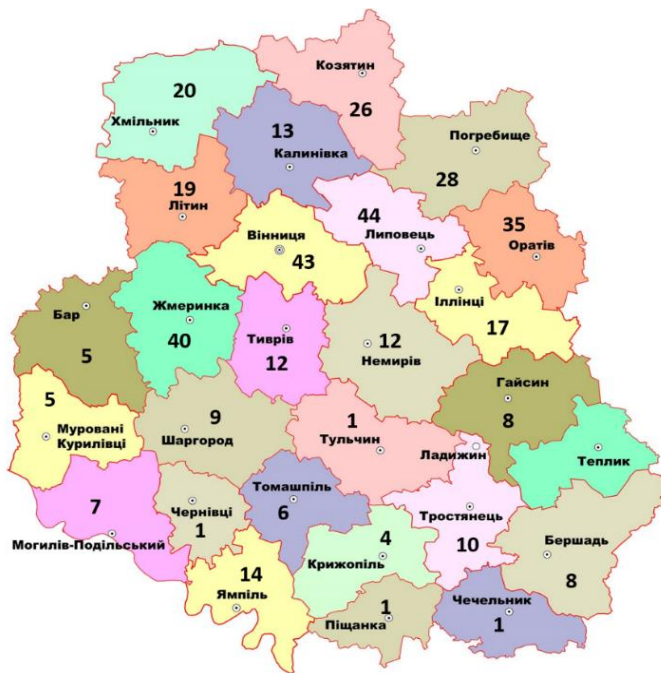 Козятин
20
26
Хмільник
13
Калинівка
Погребище
28
19
Літин
44
Липовець
35
Оратів
Вінниця
43
Іллінці
17
Бар
5
Жмеринка
40
Тиврів
12
12
Немирів
Гайсин
8
5
Муровані
Курилівці
9
Шаргород
1
Тульчин
Ладижин
Теплик
7
Могилів-Подільський
Чернівці
1
Томашпіль
6
Тростянець
10
Бершадь
8
4
Крижопіль
14
Ямпіль
1
Піщанка
Чечельник
1